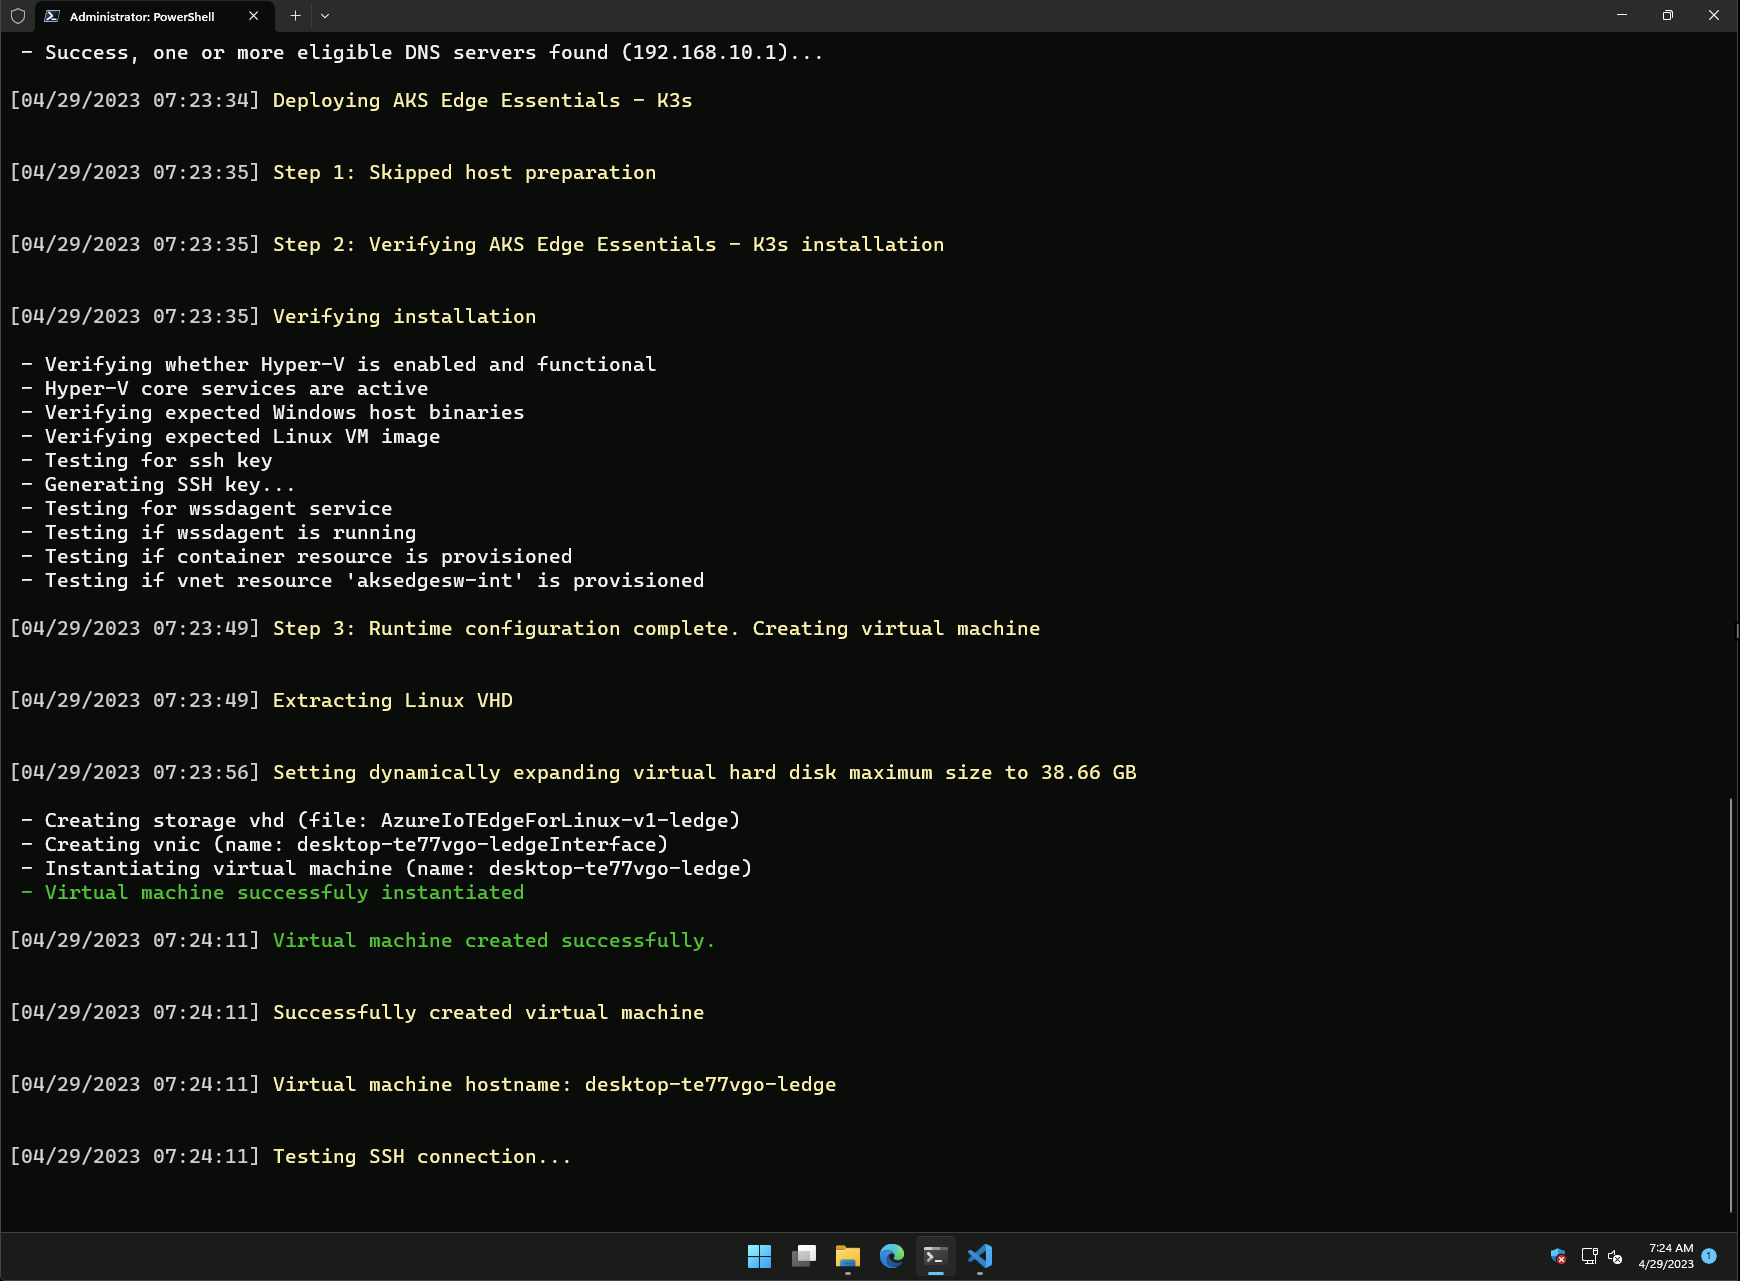 Administrator: PowerShell
- Success, one or more eligible DNS servers found (192.168.10.1)...
[04/29/2023 07:23:34] Deploying AKS Edge Essentials - K3s
[04/29/2023 07:23:35] Step 1: Skipped host preparation
[04/29/2023 07:23:35] Step 2: Verifying AKS Edge Essentials - K3s installation
[04/29/2023 07:23:35] Verifying installation
- Verifying whether Hyper-V is enabled and functional
- Hyper-V core services are active
- Verifying expected Windows host binaries
- Verifying expected Linux VM image
- Testing for ssh key
- Generating SSH key...
- Testing for wssdagent service
- Testing if wssdagent is running
- Testing if container resource is provisioned
- Testing if vnet resource 'aksedgesw-int' is provisioned
[04/29/2023 07:23:49] Step 3: Runtime configuration complete. Creating virtual machine
[04/29/2023 07:23:49] Extracting Linux VHD
[04/29/2023 07:23:56] Setting dynamically expanding virtual hard disk maximum size to 38.66 GB
- Creating storage vhd (file: AzureIoTEdgeForLinux-v1-ledge)
- Creating vnic (name: desktop-te77vgo-ledgeInterface)
- Instantiating virtual machine (name: desktop-te77vgo-ledge)
- Virtual machine successfuly instantiated
[04/29/2023 07:24:11] Virtual machine created successfully.
[04/29/2023 07:24:11] Successfully created virtual machine
[04/29/2023 07:24:11] Virtual machine hostname: desktop-te77vgo-ledge
[04/29/2023 07:24:11] Testing SSH connection...
7:24 AM
4/29/2023
1